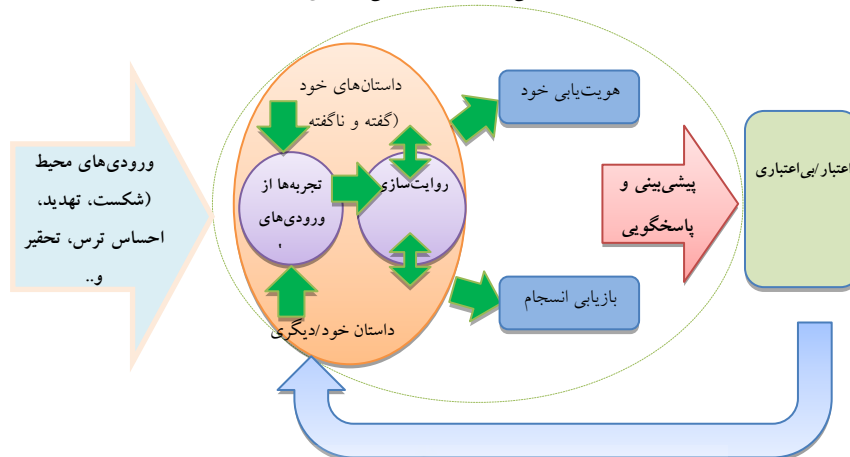 داستان‌های خود
(گفته و ناگفته
هویت‌یابی خود
ورودی‌های محیط
(شکست، تهدید،
احساس ترس، تحقیر
و..
تجربه‌ها از
ورودی‌های
روایت‌سازی
پیشی‌بینی و
پاسخگویی
اعتبار/بی‌اعتباری
بازیابی انسجام
داستان خود/دیگری